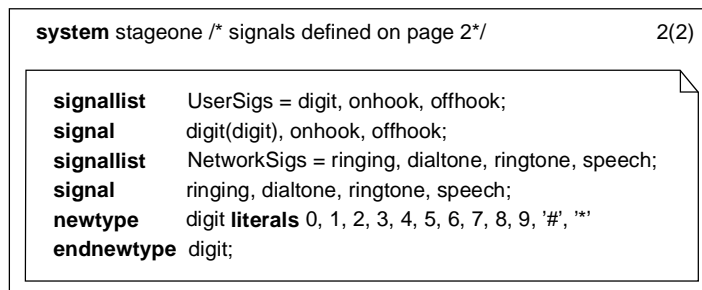 system stageone /* signals defined on page 2*/ 2(2)
signallist UserSigs = digit, onhook, offhook;
signal digit(digit), onhook, offhook;
signallist NetworkSigs = ringing, dialtone, ringtone, speech;
signal ringing, dialtone, ringtone, speech;
newtype digit literals 0, 1, 2, 3, 4, 5, 6, 7, 8, 9, '#', '*'
endnewtype digit;